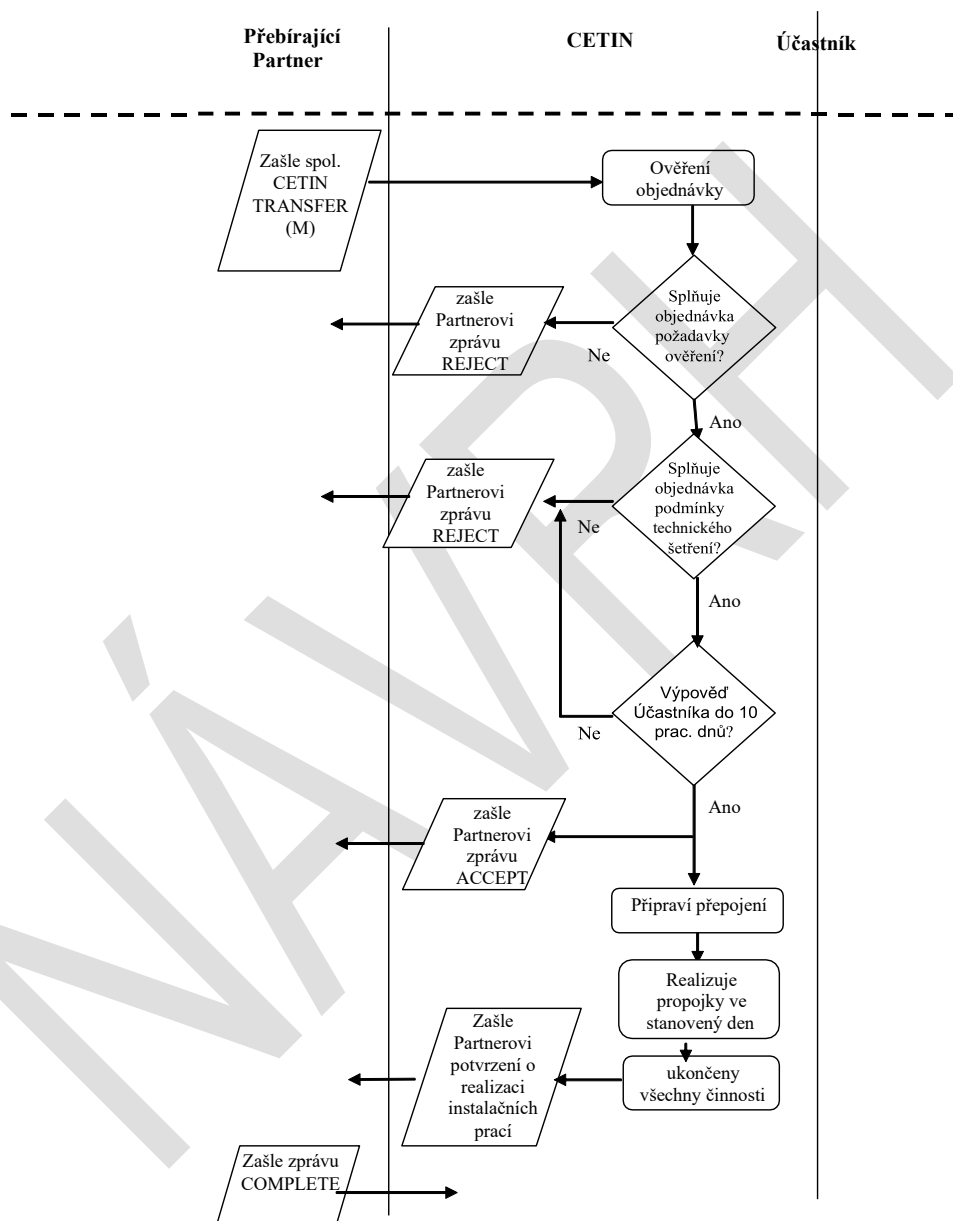 Přebírající
Partner
CETIN
Účastník
Zašle spol.
CETIN
TRANSFER
(M)
Ověření
objednávky
Splňuje
objednávka
požadavky
ověření?
zašle
Partnerovi
zprávu
REJECT
Ne
Ano
Splňuje
objednávka
podmínky
technického
šetření?
zašle
Partnerovi
zprávu
REJECT
Ne
Ano
Výpověď
Účastníka do 10
prac. dnů?
Ne
Ano
zašle
Partnerovi
zprávu
ACCEPT
Připraví přepojení
Realizuje
propojky ve
stanovený den
Zašle
Partnerovi
potvrzení o
realizaci
instalačních
prací
ukončeny
všechny činnosti
Zašle zprávu
COMPLETE
NÁVRH